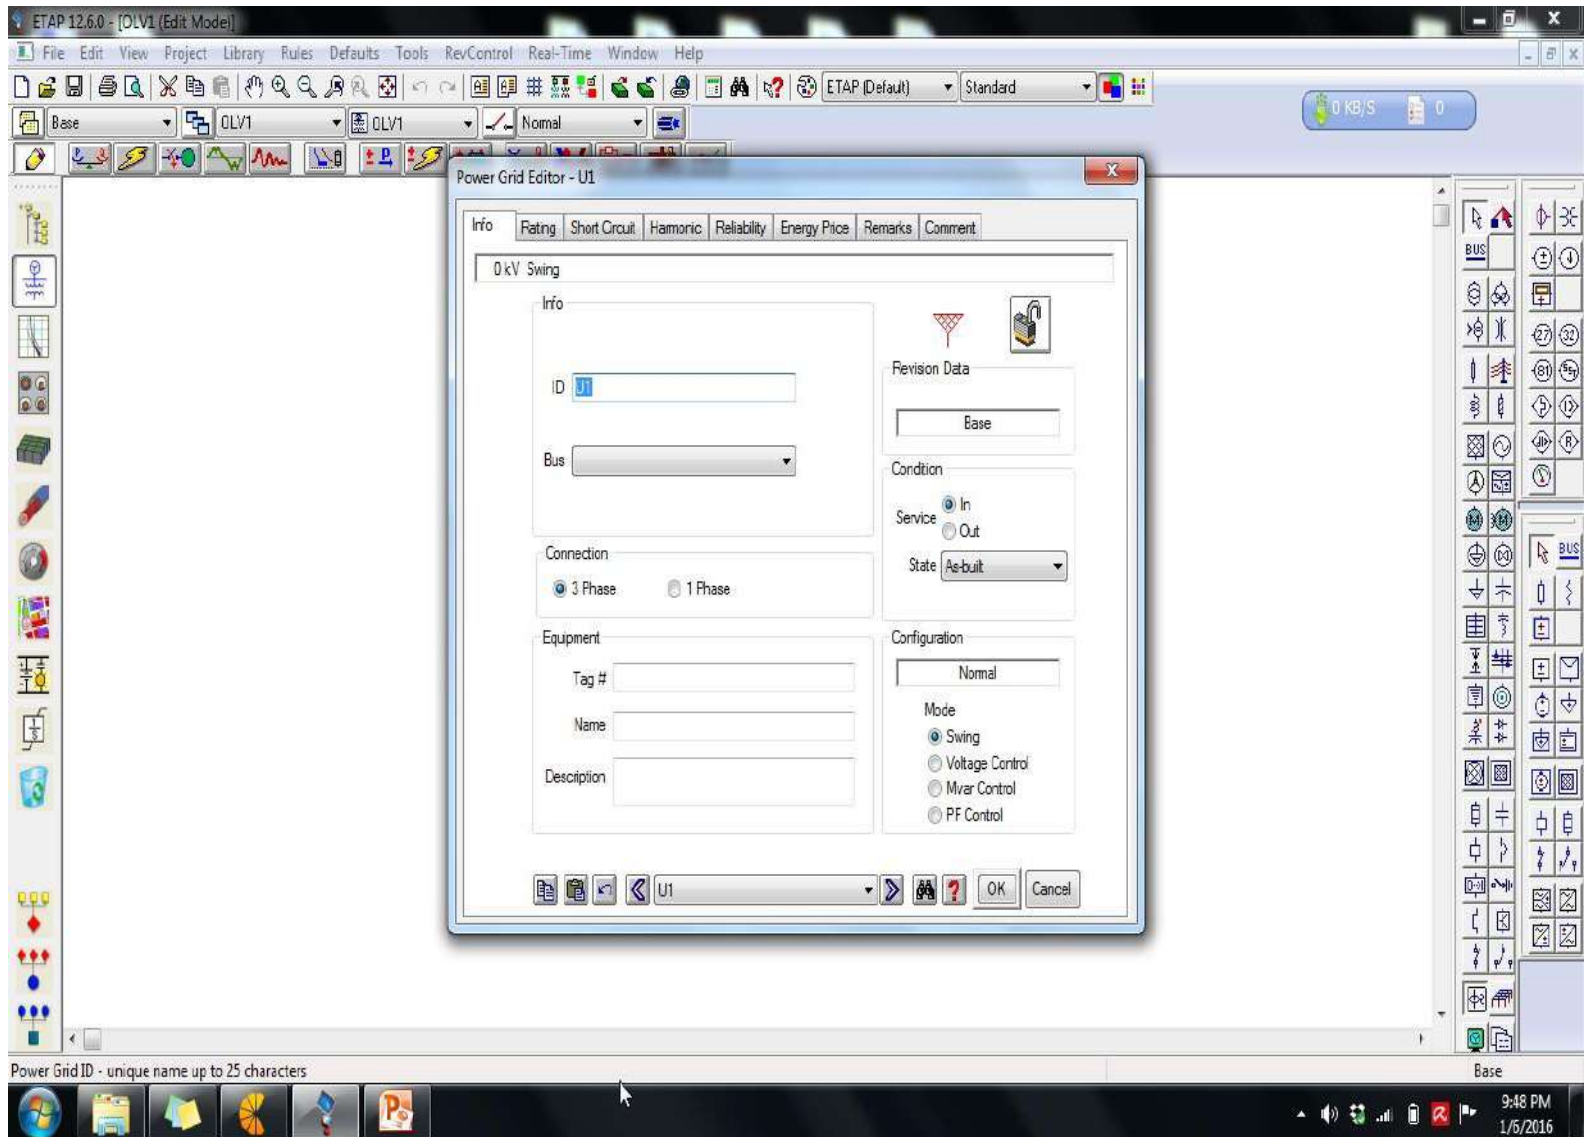 ETAP 12.6.0 - [OLV1 (Edit Mode)]
File Edit View Project Library Rules Defaults Tools RevControl Real-Time Window Help
ETAP (Default) Standard
0 KB/S 0
Base OLV1 OLV1 Normal
Power Grid Editor - U1
Info Rating Short Circuit Harmonic Reliability Energy Price Remarks Comment
0 kV Swing
Info
ID U1
Bus
Revision Data
Base
Condition
Service In
Out
State As-built
Connection
3 Phase 1 Phase
Equipment
Tag #
Name
Description
Configuration
Normal
Mode
Swing
Voltage Control
Mvar Control
PF Control
U1 OK Cancel
BUS
27 32
81
BUS
Power Grid ID - unique name up to 25 characters
Base
9:48 PM
1/6/2016